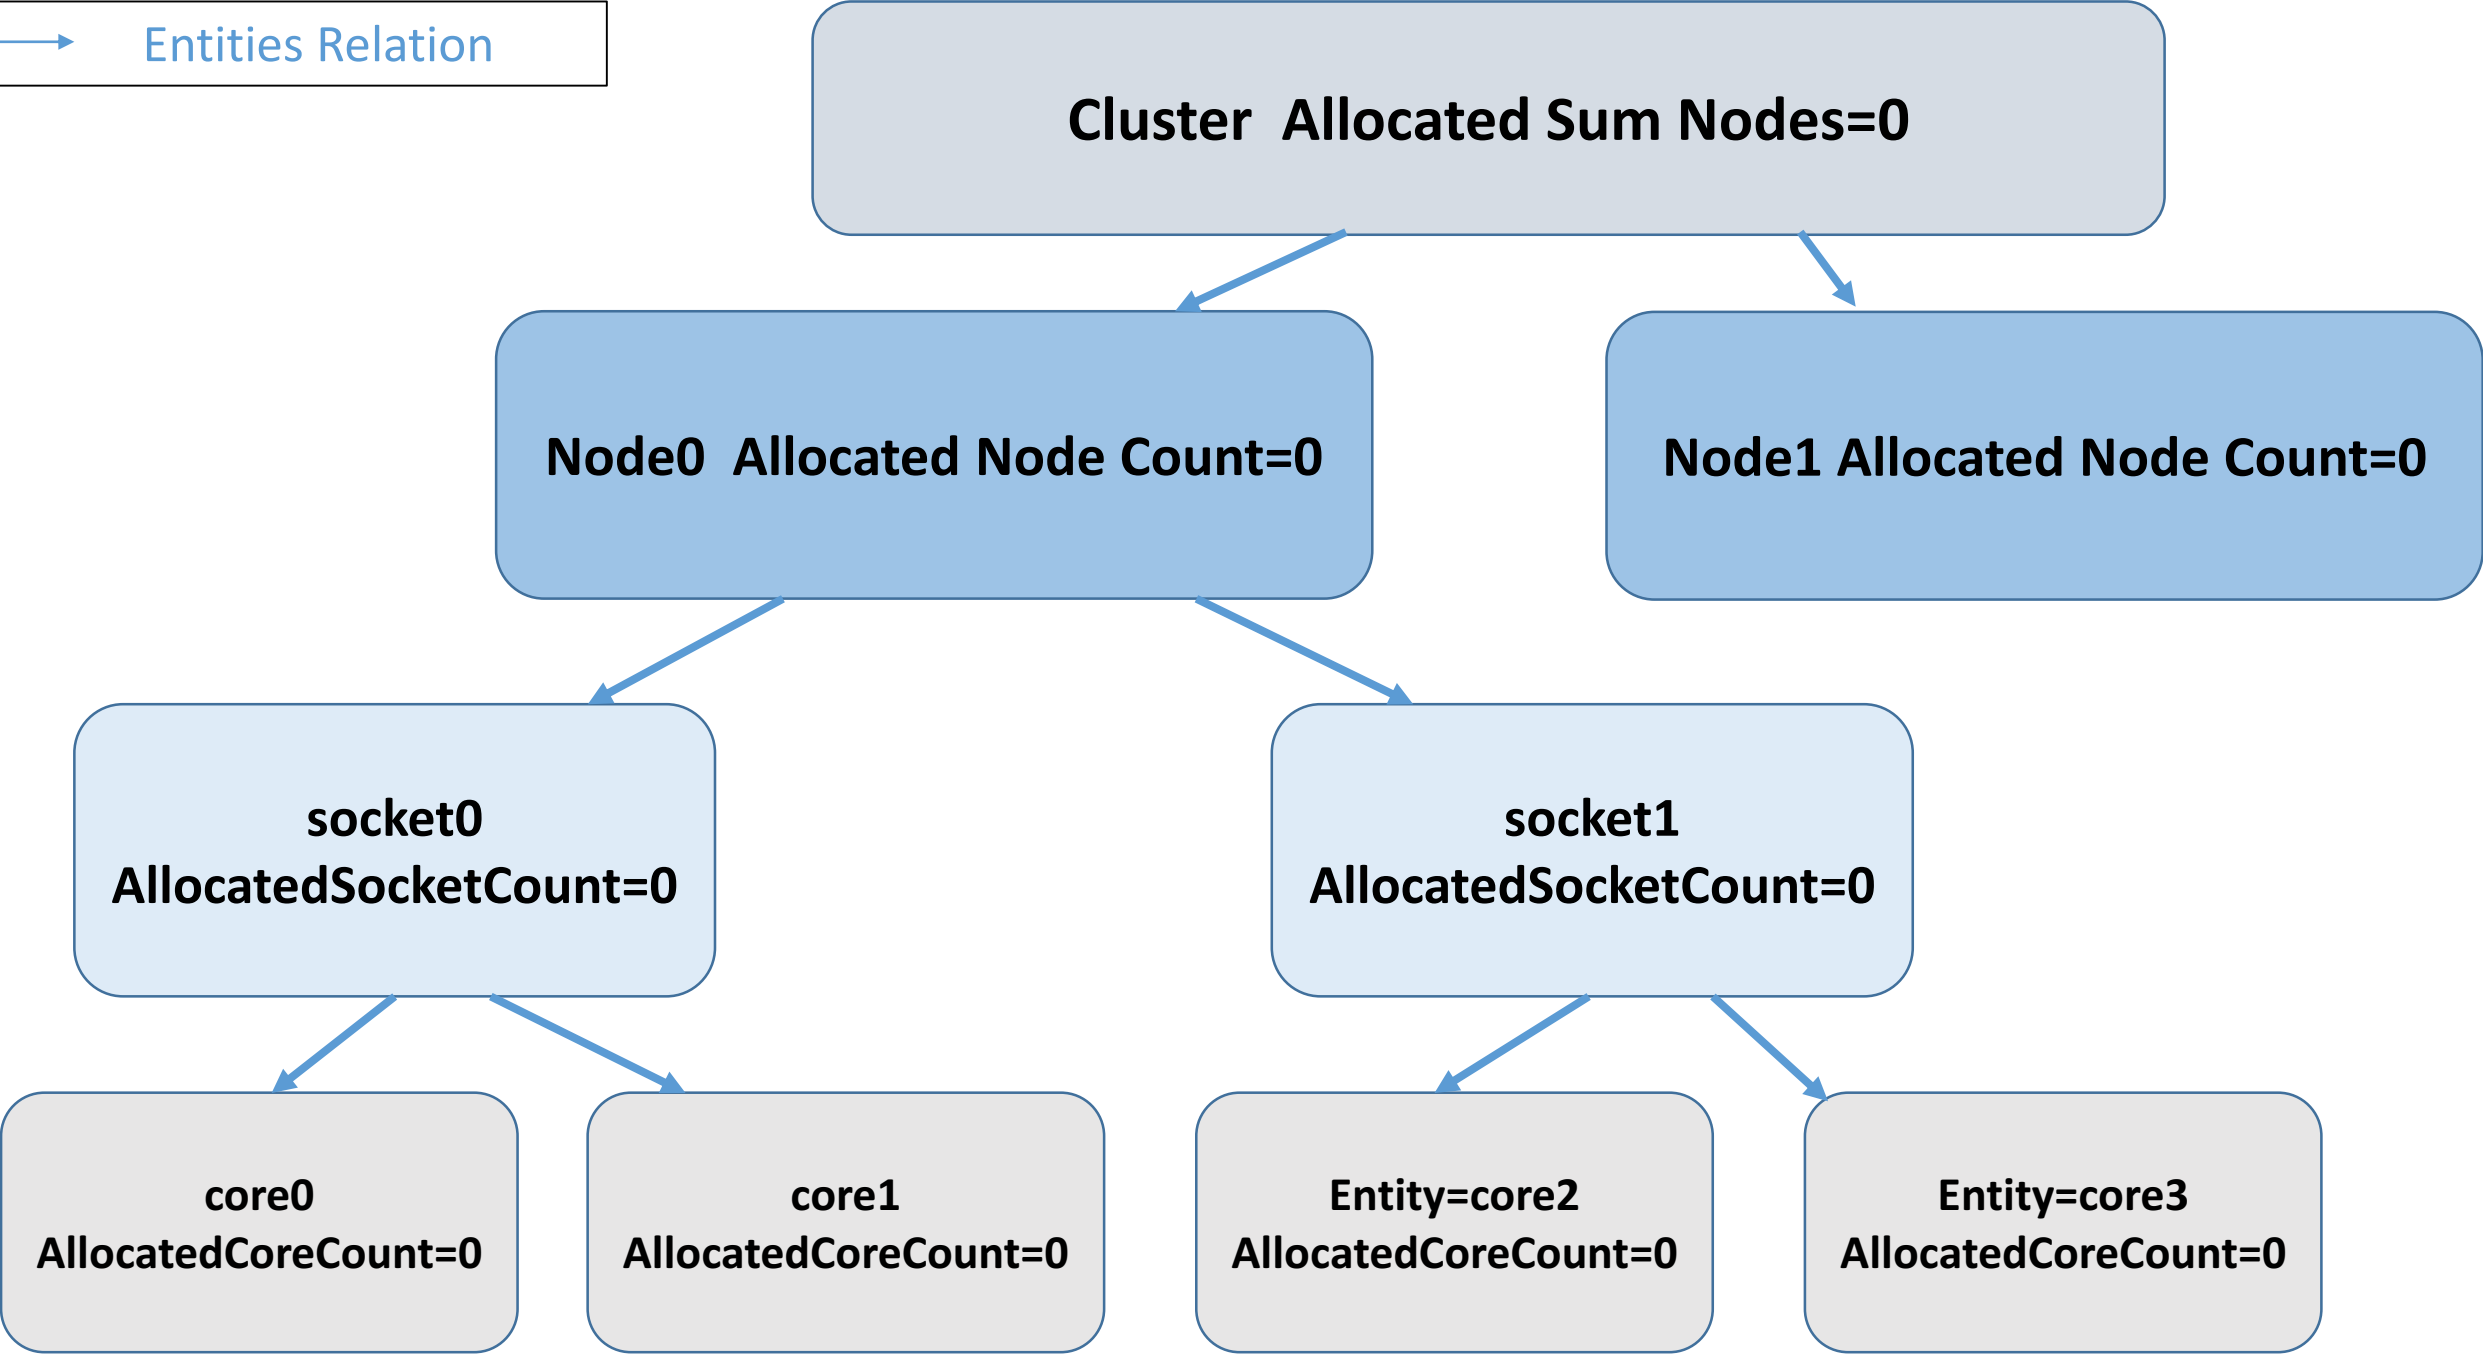 Entities Relation
Cluster  Allocated Sum Nodes=0
Node0  Allocated Node Count=0
Node1 Allocated Node Count=0
socket0
AllocatedSocketCount=0
socket1
AllocatedSocketCount=0
core0
AllocatedCoreCount=0
core1
AllocatedCoreCount=0
Entity=core2
AllocatedCoreCount=0
Entity=core3
AllocatedCoreCount=0